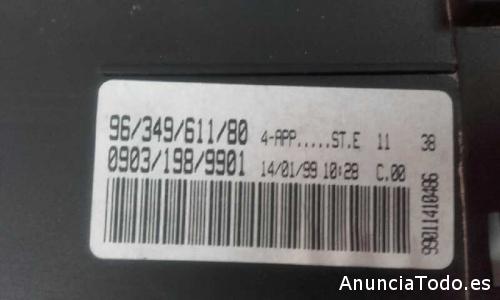 96/349/611/80 4-APP.....ST.E 11 38
0903/198/9901 14/01/99 10:28 C.00
99011410486
AnunciaTodo.es